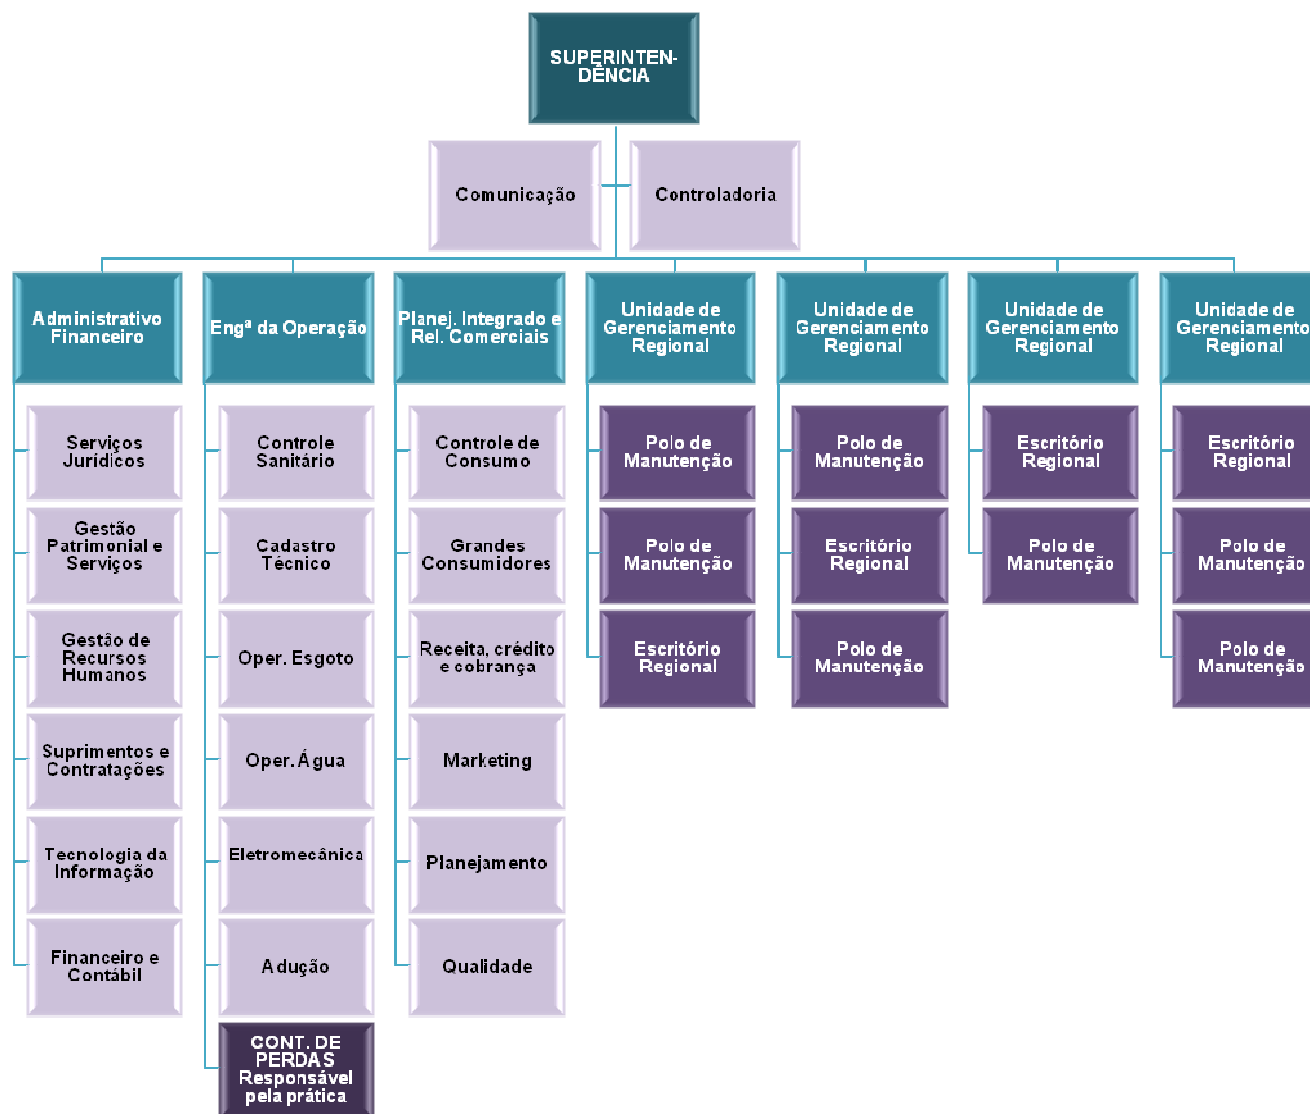 SUPERINTEN-
DÊNCIA
Comunicação
Controladoria
Administrativo
Financeiro
Engª da Operação
Planej. Integrado e
Rel. Comerciais
Unidade de
Gerenciamento
Regional
Unidade de
Gerenciamento
Regional
Unidade de
Gerenciamento
Regional
Unidade de
Gerenciamento
Regional
Serviços
Jurídicos
Gestão
Patrimonial e
Serviços
Gestão de
Recursos
Humanos
Suprimentos e
Contratações
Tecnologia da
Informação
Financeiro e
Contábil
Controle
Sanitário
Cadastro
Técnico
Oper. Esgoto
Oper. Água
Eletromecânica
Adução
CONT. DE
PERDAS
Responsável
pela prática
Controle de
Consumo
Grandes
Consumidores
Receita, crédito
e cobrança
Marketing
Planejamento
Qualidade
Polo de
Manutenção
Polo de
Manutenção
Escritório
Regional
Polo de
Manutenção
Escritório
Regional
Polo de
Manutenção
Escritório
Regional
Polo de
Manutenção
Escritório
Regional
Polo de
Manutenção
Polo de
Manutenção